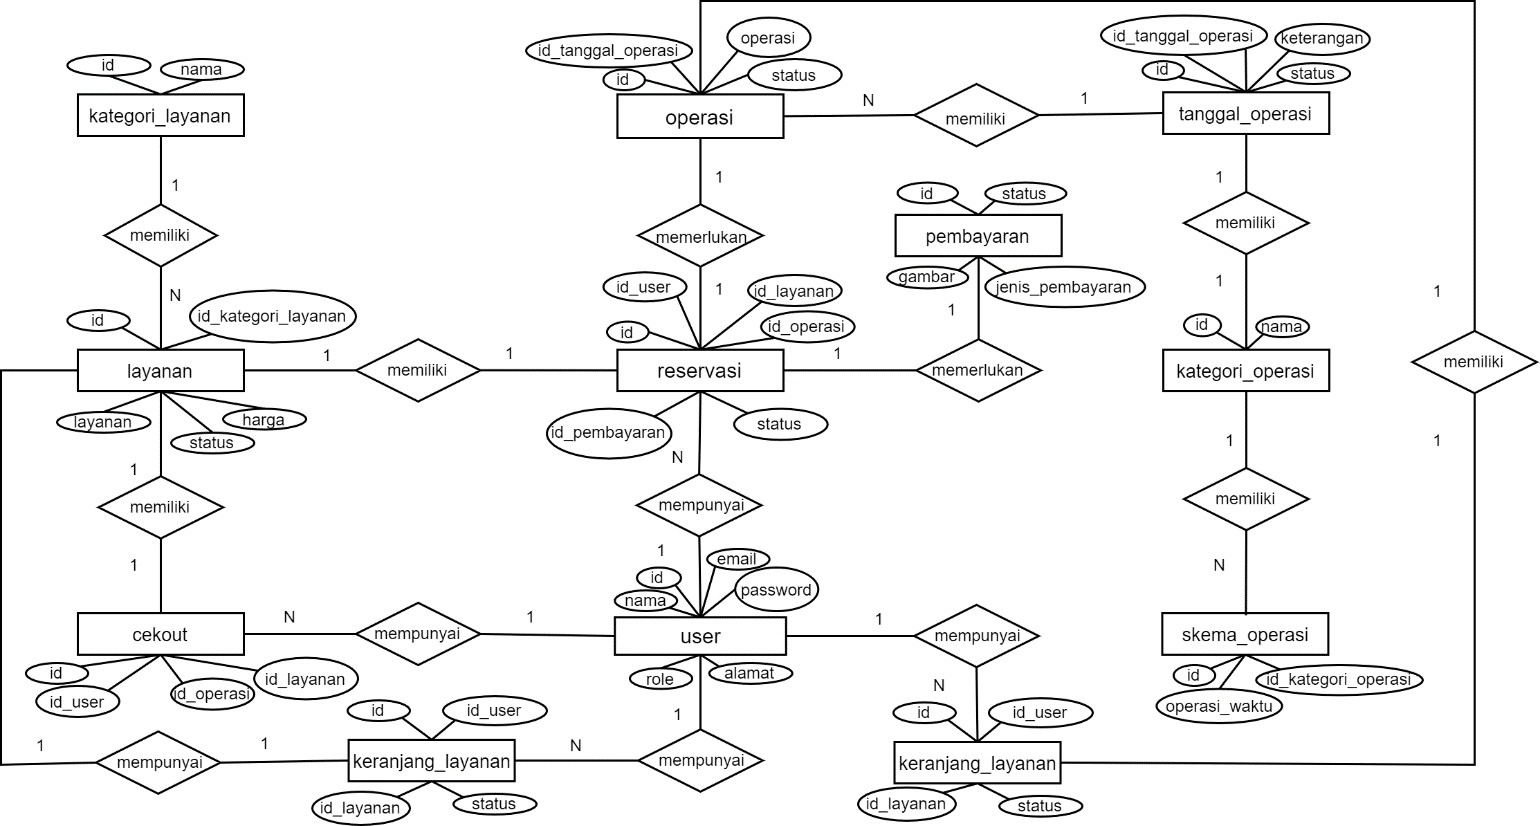 id_tanggal_operasi
operasi
id
status
id_tanggal_operasi
keterangan
id
status
id
nama
kategori_layanan
operasi
N
memiliki
1
tanggal_operasi
1
1
1
1
memiliki
memerlukan
id
status
pembayaran
gambar
jenis_pembayaran
memiliki
N
1
1
1
1
id
id_kategori_layanan
layanan
1
memiliki
1
id_user
id_layanan
id
id_operasi
reservasi
1
memerlukan
id
nama
kategori_operasi
memiliki
layanan
harga
status
id_pembayaran
status
1
1
1
N
memiliki
mempunyai
memiliki
1
1
N
email
id
password
nama
cekout
N
mempunyai
1
user
1
mempunyai
skema_operasi
id
id_user
id_operasi
id_layanan
role
alamat
id
id_kategori_operasi
operasi_waktu
1
N
id
id_user
id
id_user
1
mempunyai
1
keranjang_layanan
N
mempunyai
keranjang_layanan
id_layanan
status
id_layanan
status